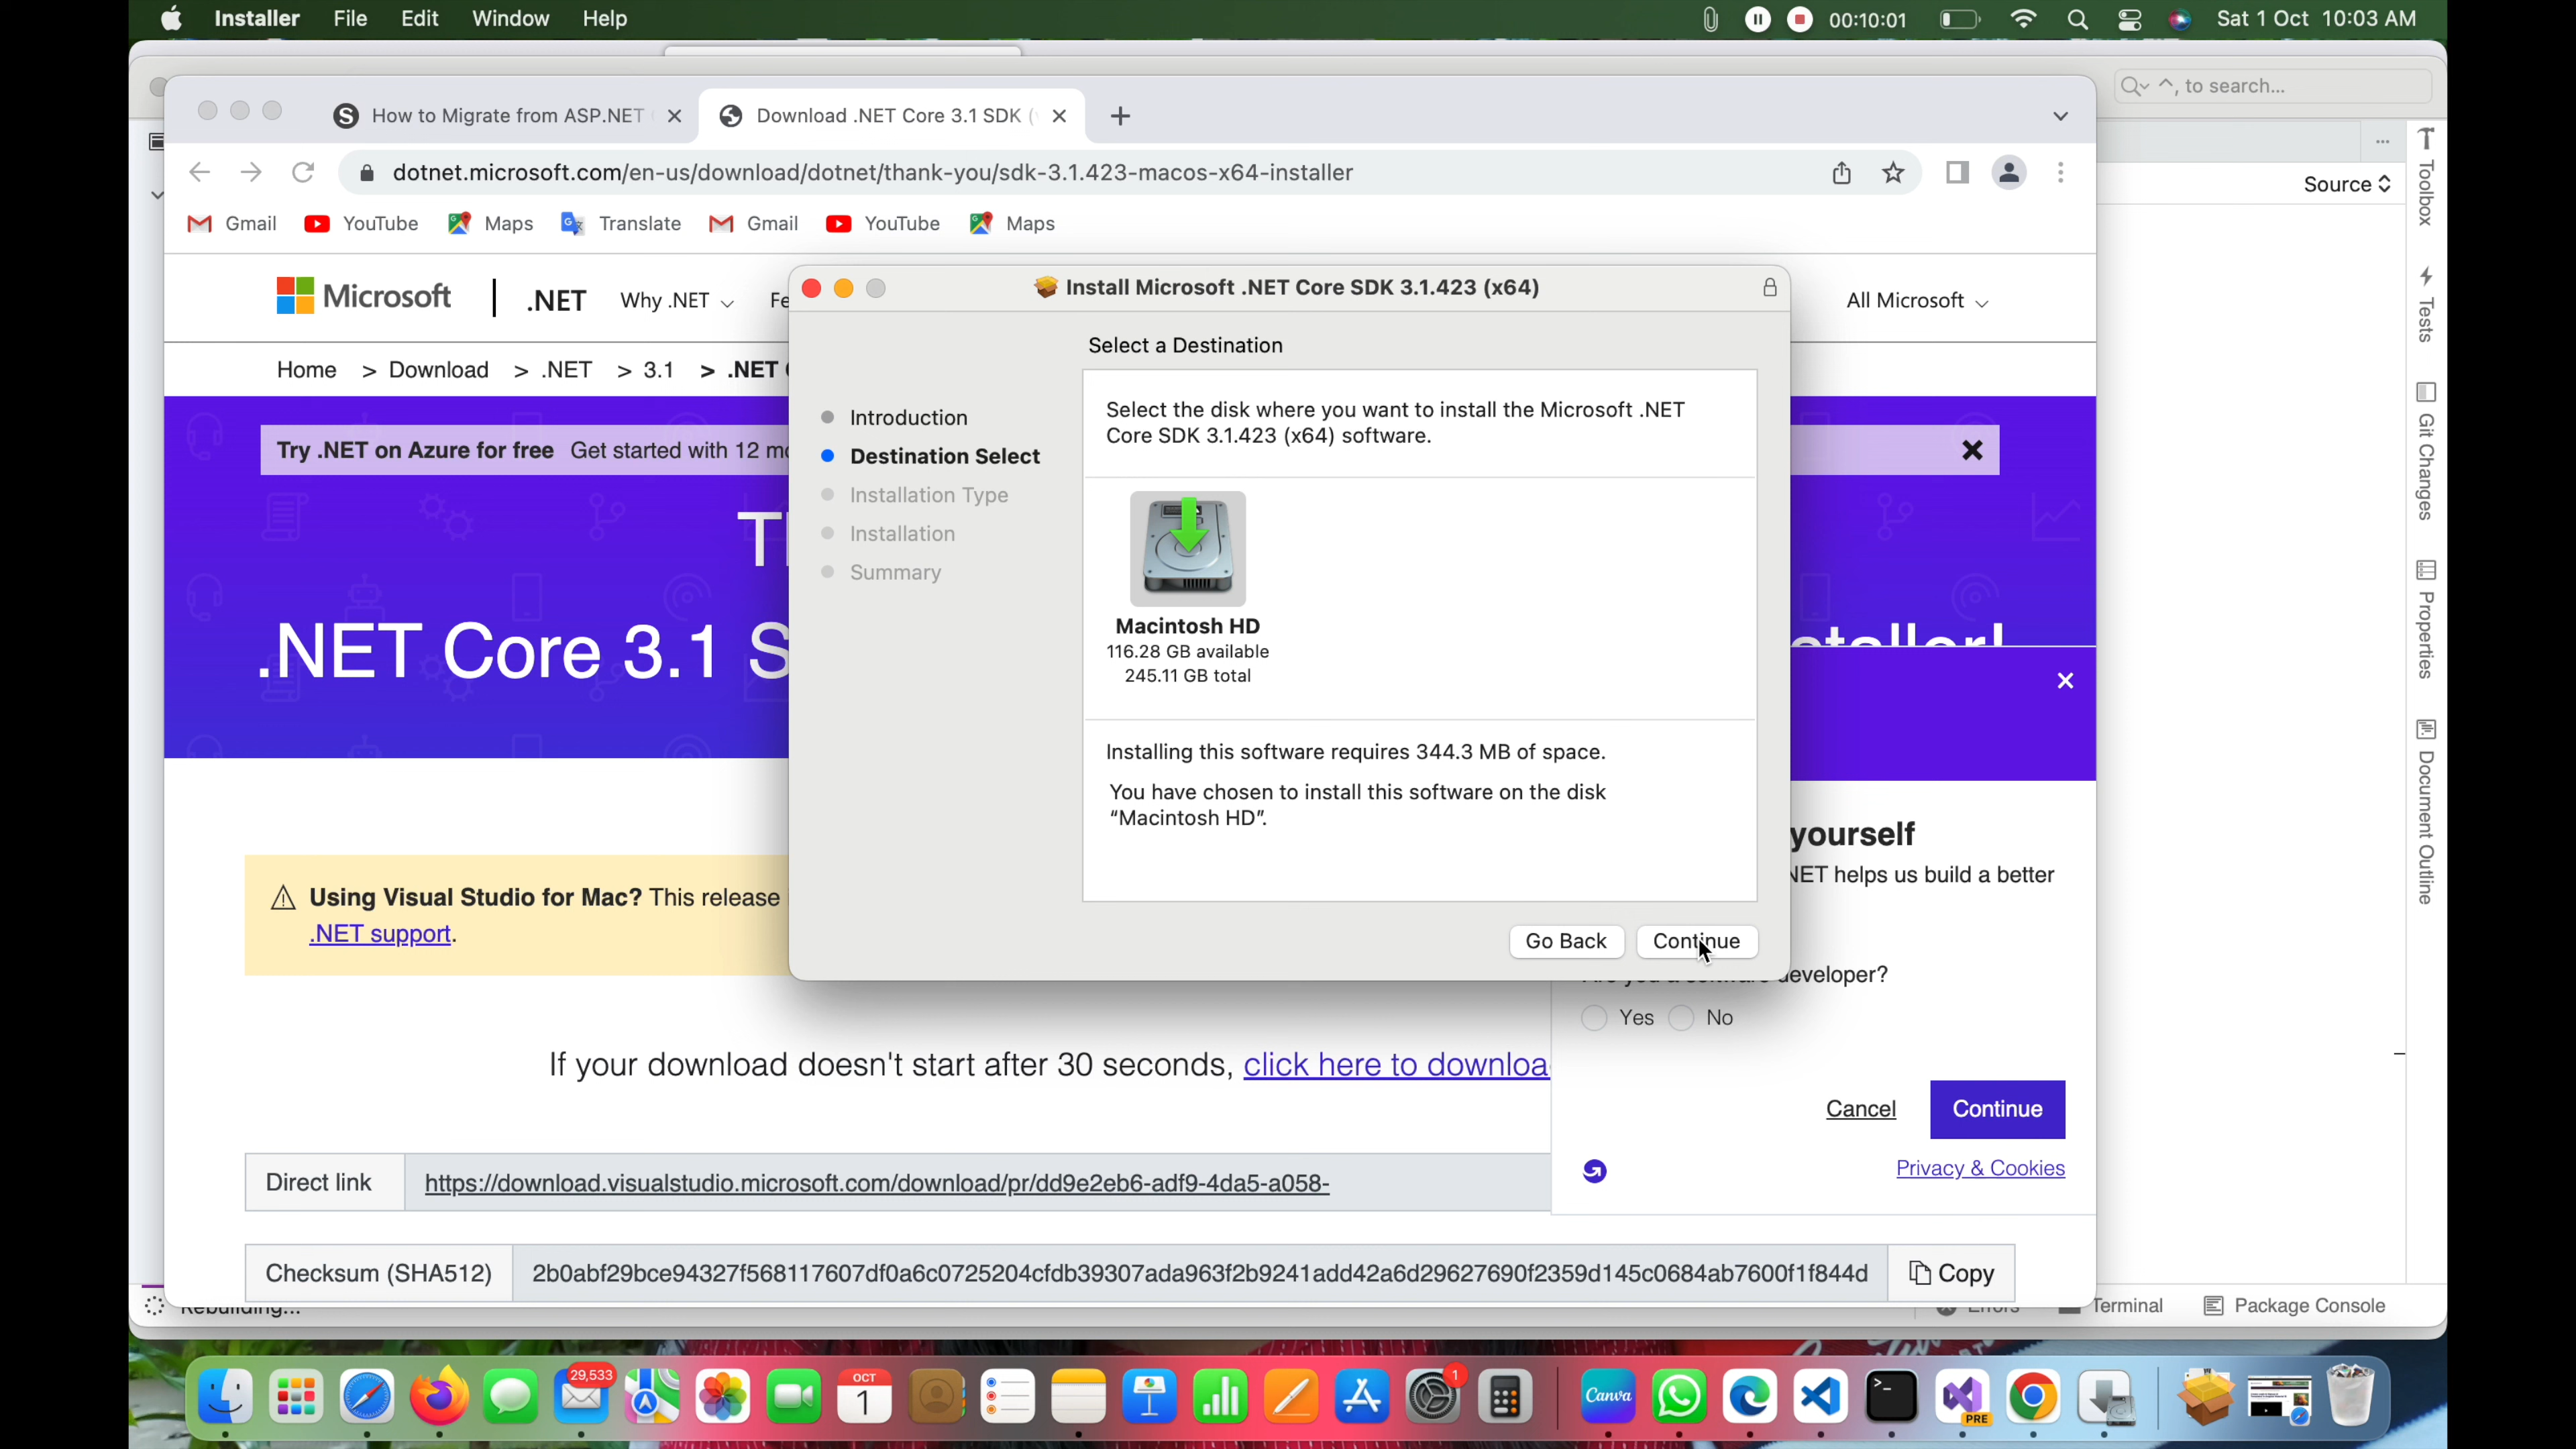 Installer File Edit Window Help 00:10:01 Sat 1 Oct 10:03 AM
^, to search...
How to Migrate from ASP.NET
Download .NET Core 3.1 SDK (
dotnet.microsoft.com/en-us/download/dotnet/thank-you/sdk-3.1.423-macos-x64-installer
Source
Gmail YouTube Maps Translate Gmail YouTube Maps
Toolbox
Tests
Git Changes
Properties
Document Outline
Microsoft .NET Why .NET Fe All Microsoft
Home > Download > .NET > 3.1 > .NET
Try .NET on Azure for free Get started with 12 mo
Th
.NET Core 3.1 S
staller!
Install Microsoft .NET Core SDK 3.1.423 (x64)
Select a Destination
Introduction
Destination Select
Installation Type
Installation
Summary
Select the disk where you want to install the Microsoft .NET
Core SDK 3.1.423 (x64) software.
Macintosh HD
116.28 GB available
245.11 GB total
Installing this software requires 344.3 MB of space.
You have chosen to install this software on the disk
“Macintosh HD”.
Go Back Continue
Using Visual Studio for Mac? This release
.NET support.
yourself
NET helps us build a better
developer?
Yes No
Cancel Continue
Privacy & Cookies
If your download doesn't start after 30 seconds, click here to downloa
Direct link https://download.visualstudio.microsoft.com/download/pr/dd9e2eb6-adf9-4da5-a058-
Checksum (SHA512) 2b0abf29bce94327f568117607df0a6c0725204cfdb39307ada963f2b9241add42a6d29627690f2359d145c0684ab7600f1f844d Copy
Rebuilding... Errors Terminal Package Console
29,533
OCT
1
1
Canva
PRE